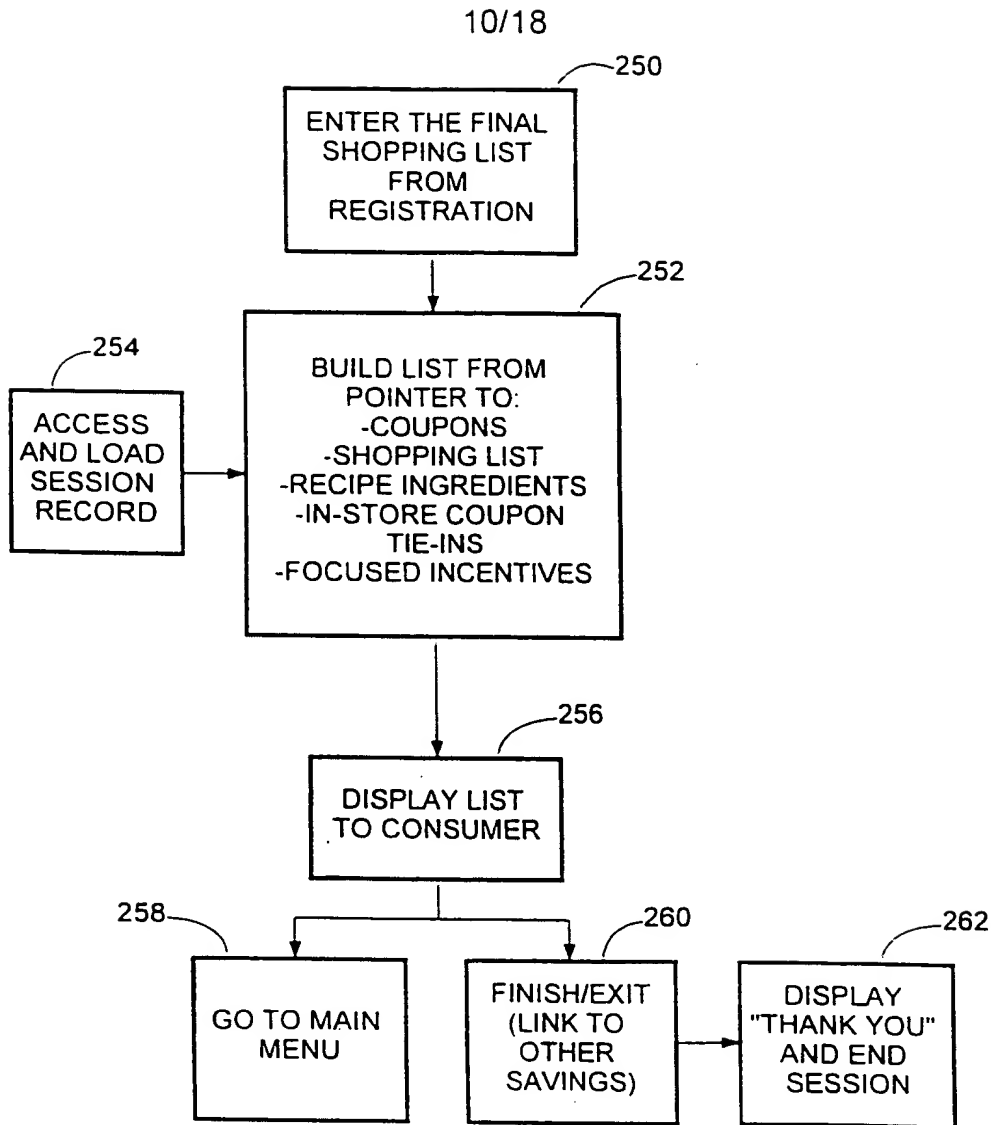 10/18
250
ENTER THE FINAL
SHOPPING LIST
FROM
REGISTRATION
252
254
ACCESS
AND LOAD
SESSION
RECORD
BUILD LIST FROM
POINTER TO:
-COUPONS
-SHOPPING LIST
-RECIPE INGREDIENTS
-IN-STORE COUPON
TIE-INS
-FOCUSED INCENTIVES
256
DISPLAY LIST
TO CONSUMER
258
GO TO MAIN
MENU
260
FINISH/EXIT
(LINK TO
OTHER
SAVINGS)
262
DISPLAY
"THANK YOU"
AND END
SESSION